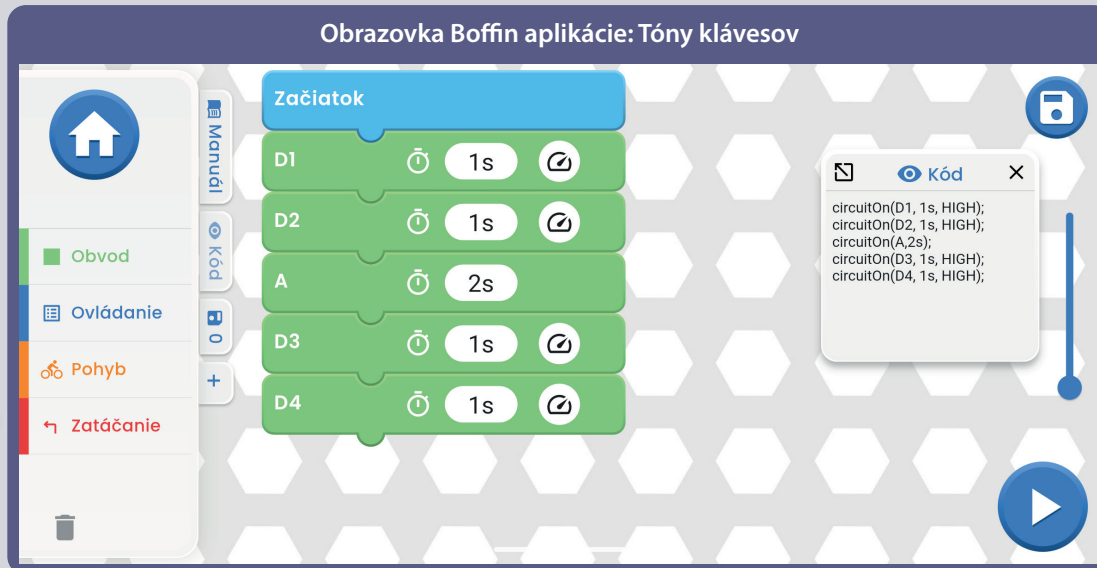 Obrazovka Boffin aplikácie: Tóny klávesov
Manuál
Kód
0
+
Obvod
Ovládanie
Pohyb
Zatáčanie
Začiatok
D1 1s
D2 1s
A 2s
D3 1s
D4 1s
Kód
circuitOn(D1, 1s, HIGH);
circuitOn(D2, 1s, HIGH);
circuitOn(A,2s);
circuitOn(D3, 1s, HIGH);
circuitOn(D4, 1s, HIGH);